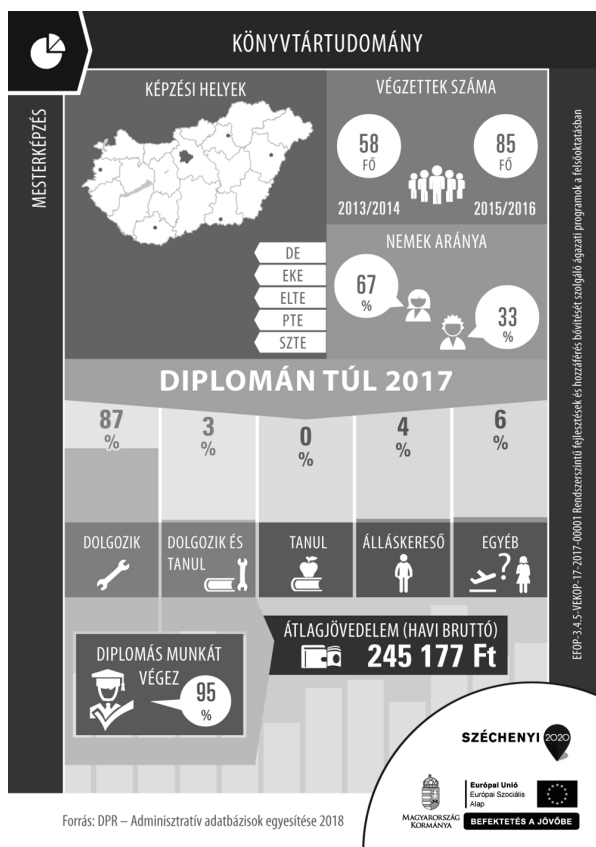 KÖNYVTÁRTUDOMÁNY
MESTERKÉPZÉS
KÉPZÉSI HELYEK
DE
EKE
ELTE
PTE
SZTE
VÉGZETTEK SZÁMA
58
FŐ
2013/2014
85
FŐ
2015/2016
NEMEK ARÁNYA
67
%
33
%
DIPLOMÁN TÚL 2017
87
%
3
%
0
%
4
%
6
%
DOLGOZIK
DOLGOZIK ÉS
TANUL
TANUL
ÁLLÁSKERESŐ
EGYÉB
?
DIPLOMÁS MUNKÁT
VÉGEZ
95
%
ÁTLAGJÖVEDELEM (HAVI BRUTTÓ)
245 177 Ft
EFOP-3.4.5-VEKOP-17-2017-00001 Rendszerszintű fejlesztések és hozzáférés bővítését szolgáló ágazati programok a felsőoktatásban
Forrás: DPR – Adminisztratív adatbázisok egyesítése 2018
SZÉCHENYI 2020
MAGYARORSZÁG
KORMÁNYA
Európai Unió
Európai Szociális
Alap
BEFEKTETÉS A JÖVŐBE